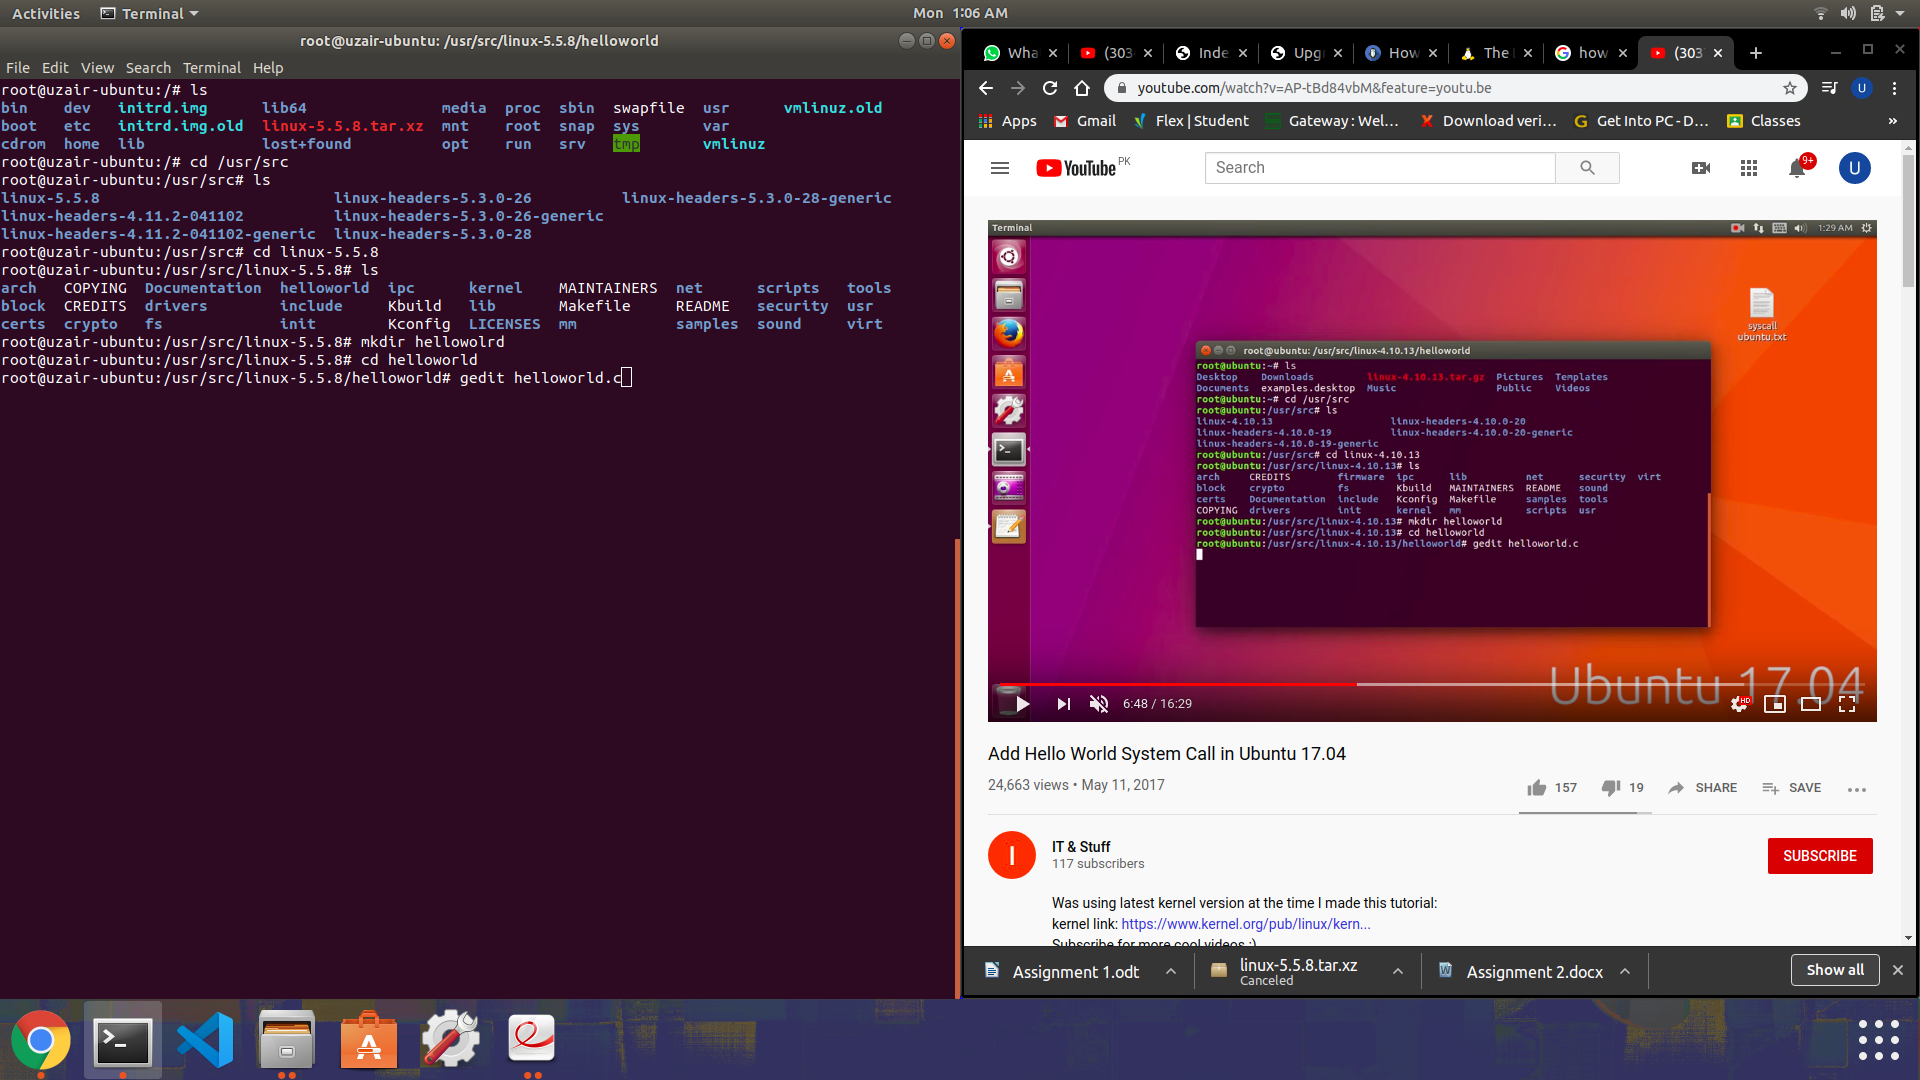 Activities Terminal Mon 1:06 AM
root@uzair-ubuntu: /usr/src/linux-5.5.8/helloworld
File Edit View Search Terminal Help
root@uzair-ubuntu:/# ls
bin dev initrd.img lib64 media proc sbin swapfile usr vmlinuz.old
boot etc initrd.img.old linux-5.5.8.tar.xz mnt root snap sys var
cdrom home lib lost+found opt run srv tmp vmlinuz
root@uzair-ubuntu:/# cd /usr/src
root@uzair-ubuntu:/usr/src# ls
linux-5.5.8 linux-headers-5.3.0-26 linux-headers-5.3.0-28-generic
linux-headers-4.11.2-041102 linux-headers-5.3.0-26-generic
linux-headers-4.11.2-041102-generic linux-headers-5.3.0-28
root@uzair-ubuntu:/usr/src# cd linux-5.5.8
root@uzair-ubuntu:/usr/src/linux-5.5.8# ls
arch COPYING Documentation helloworld ipc kernel MAINTAINERS net scripts tools
block CREDITS drivers include Kbuild lib Makefile README security usr
certs crypto fs init Kconfig LICENSES mm samples sound virt
root@uzair-ubuntu:/usr/src/linux-5.5.8# mkdir hellowolrd
root@uzair-ubuntu:/usr/src/linux-5.5.8# cd helloworld
root@uzair-ubuntu:/usr/src/linux-5.5.8/helloworld# gedit helloworld.c
Wha (303 Inde Upg How The how (303
youtube.com/watch?v=AP-tBd84vbM&feature=youtu.be U
Apps Gmail Flex | Student Gateway : Wel... Download veri... Get Into PC - D... Classes »
YouTube PK Search 9+ U
Terminal 1:29 AM
syscall
ubuntu.txt
root@ubuntu: /usr/src/linux-4.10.13/helloworld
root@ubuntu:~# ls
Desktop Downloads linux-4.10.13.tar.gz Pictures Templates
Documents examples.desktop Music Public Videos
root@ubuntu:~# cd /usr/src
root@ubuntu:/usr/src# ls
linux-4.10.13 linux-headers-4.10.0-20
linux-headers-4.10.0-19 linux-headers-4.10.0-20-generic
linux-headers-4.10.0-19-generic
root@ubuntu:/usr/src# cd linux-4.10.13
root@ubuntu:/usr/src/linux-4.10.13# ls
arch CREDITS firmware ipc lib net security virt
block crypto fs Kbuild MAINTAINERS README sound
certs Documentation include Kconfig Makefile samples tools
COPYING drivers init kernel mm scripts usr
root@ubuntu:/usr/src/linux-4.10.13# mkdir helloworld
root@ubuntu:/usr/src/linux-4.10.13# cd helloworld
root@ubuntu:/usr/src/linux-4.10.13/helloworld# gedit helloworld.c
Ubuntu 17.04
6:48 / 16:29 HD
Add Hello World System Call in Ubuntu 17.04
24,663 views • May 11, 2017
157 19 SHARE SAVE
I
IT & Stuff
117 subscribers
SUBSCRIBE
Was using latest kernel version at the time I made this tutorial:
kernel link: https://www.kernel.org/pub/linux/kern...
Subscribe for more cool videos :)
Assignment 1.odt linux-5.5.8.tar.xz Assignment 2.docx Show all
Canceled